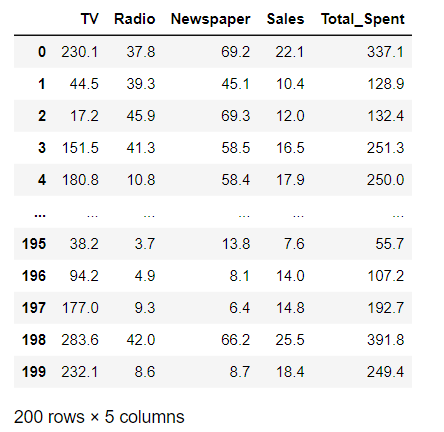 TV Radio Newspaper Sales Total_Spent
0 230.1 37.8 69.2 22.1 337.1
1 44.5 39.3 45.1 10.4 128.9
2 17.2 45.9 69.3 12.0 132.4
3 151.5 41.3 58.5 16.5 251.3
4 180.8 10.8 58.4 17.9 250.0
... ... ... ... ... ...
195 38.2 3.7 13.8 7.6 55.7
196 94.2 4.9 8.1 14.0 107.2
197 177.0 9.3 6.4 14.8 192.7
198 283.6 42.0 66.2 25.5 391.8
199 232.1 8.6 8.7 18.4 249.4
200 rows × 5 columns